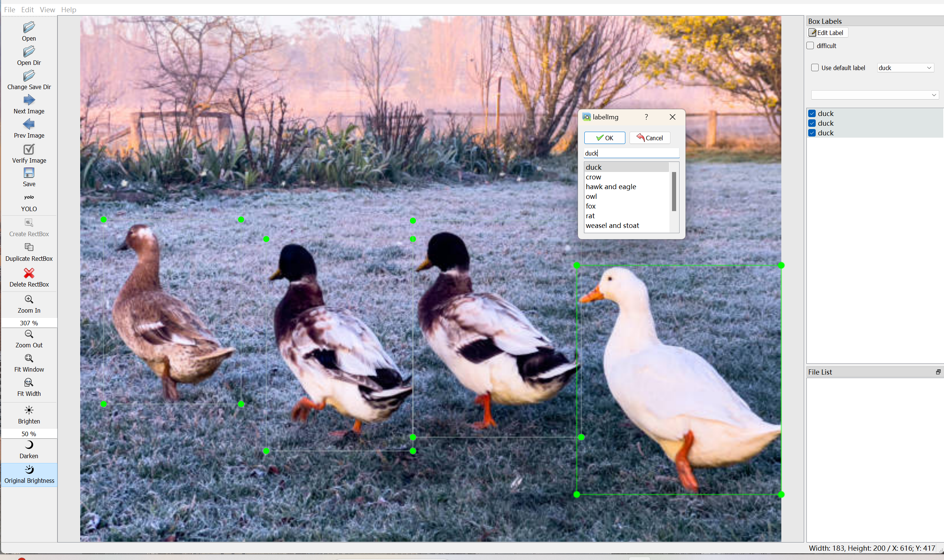 File Edit View Help
Open
Open Dir
Change Save Dir
Next Image
Prev Image
Verify Image
Save
yolo
YOLO
Create RectBox
Duplicate RectBox
Delete RectBox
Zoom In
307 %
Zoom Out
Fit Window
Fit Width
Brighten
50 %
Darken
Original Brightness
labelImg ? 
OK Cancel
duck
duck
crow
hawk and eagle
owl
fox
rat
weasel and stoat
Box Labels
Edit Label
difficult
Use default label duck
duck
duck
duck
File List
Width: 183, Height: 200 / X: 616; Y: 417